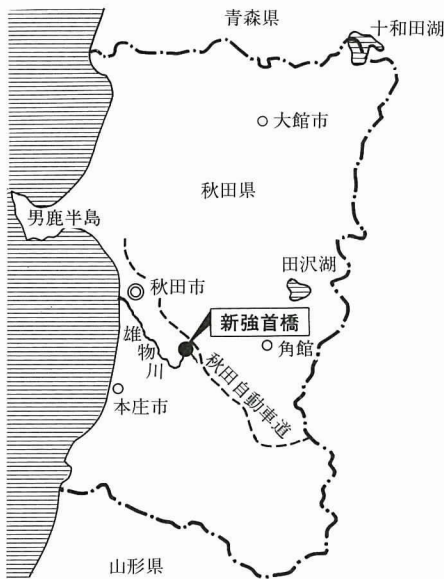 青森県
十和田湖
大館市
秋田県
男鹿半島
田沢湖
秋田市
新強首橋
雄物川
角館
秋田自動車道
本庄市
山形県